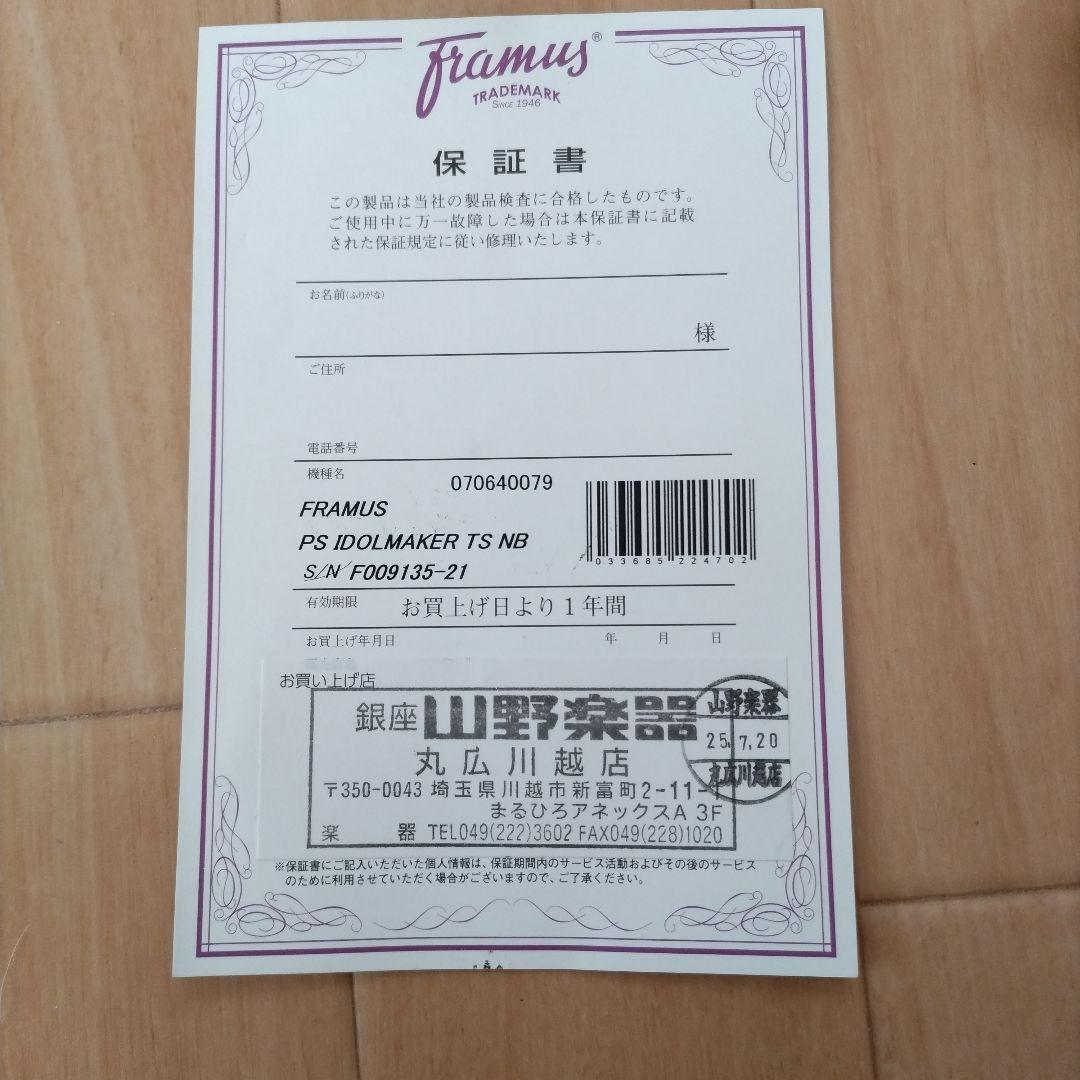 Framus®
TRADEMARK
SINCE 1946
保証書
この製品は当社の製品検査に合格したものです。
ご使用中に万一故障した場合は本保証書に記載
された保証規定に従い修理いたします。
お名前(ふりがな)
様
ご住所
電話番号
機種名
070640079
FRAMUS
PS IDOLMAKER TS NB
S/N F009135-21
033685224702
有効期限 お買上げ日より1年間
お買上げ年月日 年 月 日
お買い上げ店
銀座 山野楽器
丸広川越店
〒350-0043 埼玉県川越市新富町2-11-1
まるひろアネックスA 3F
楽器 TEL049(222)3602 FAX049(228)1020
山野楽器
25.7.20
丸広川越店
※保証書にご記入いただいた個人情報は、保証期間内のサービス活動およびその後のサービス
のために利用させていただく場合がございますので、ご了承ください。